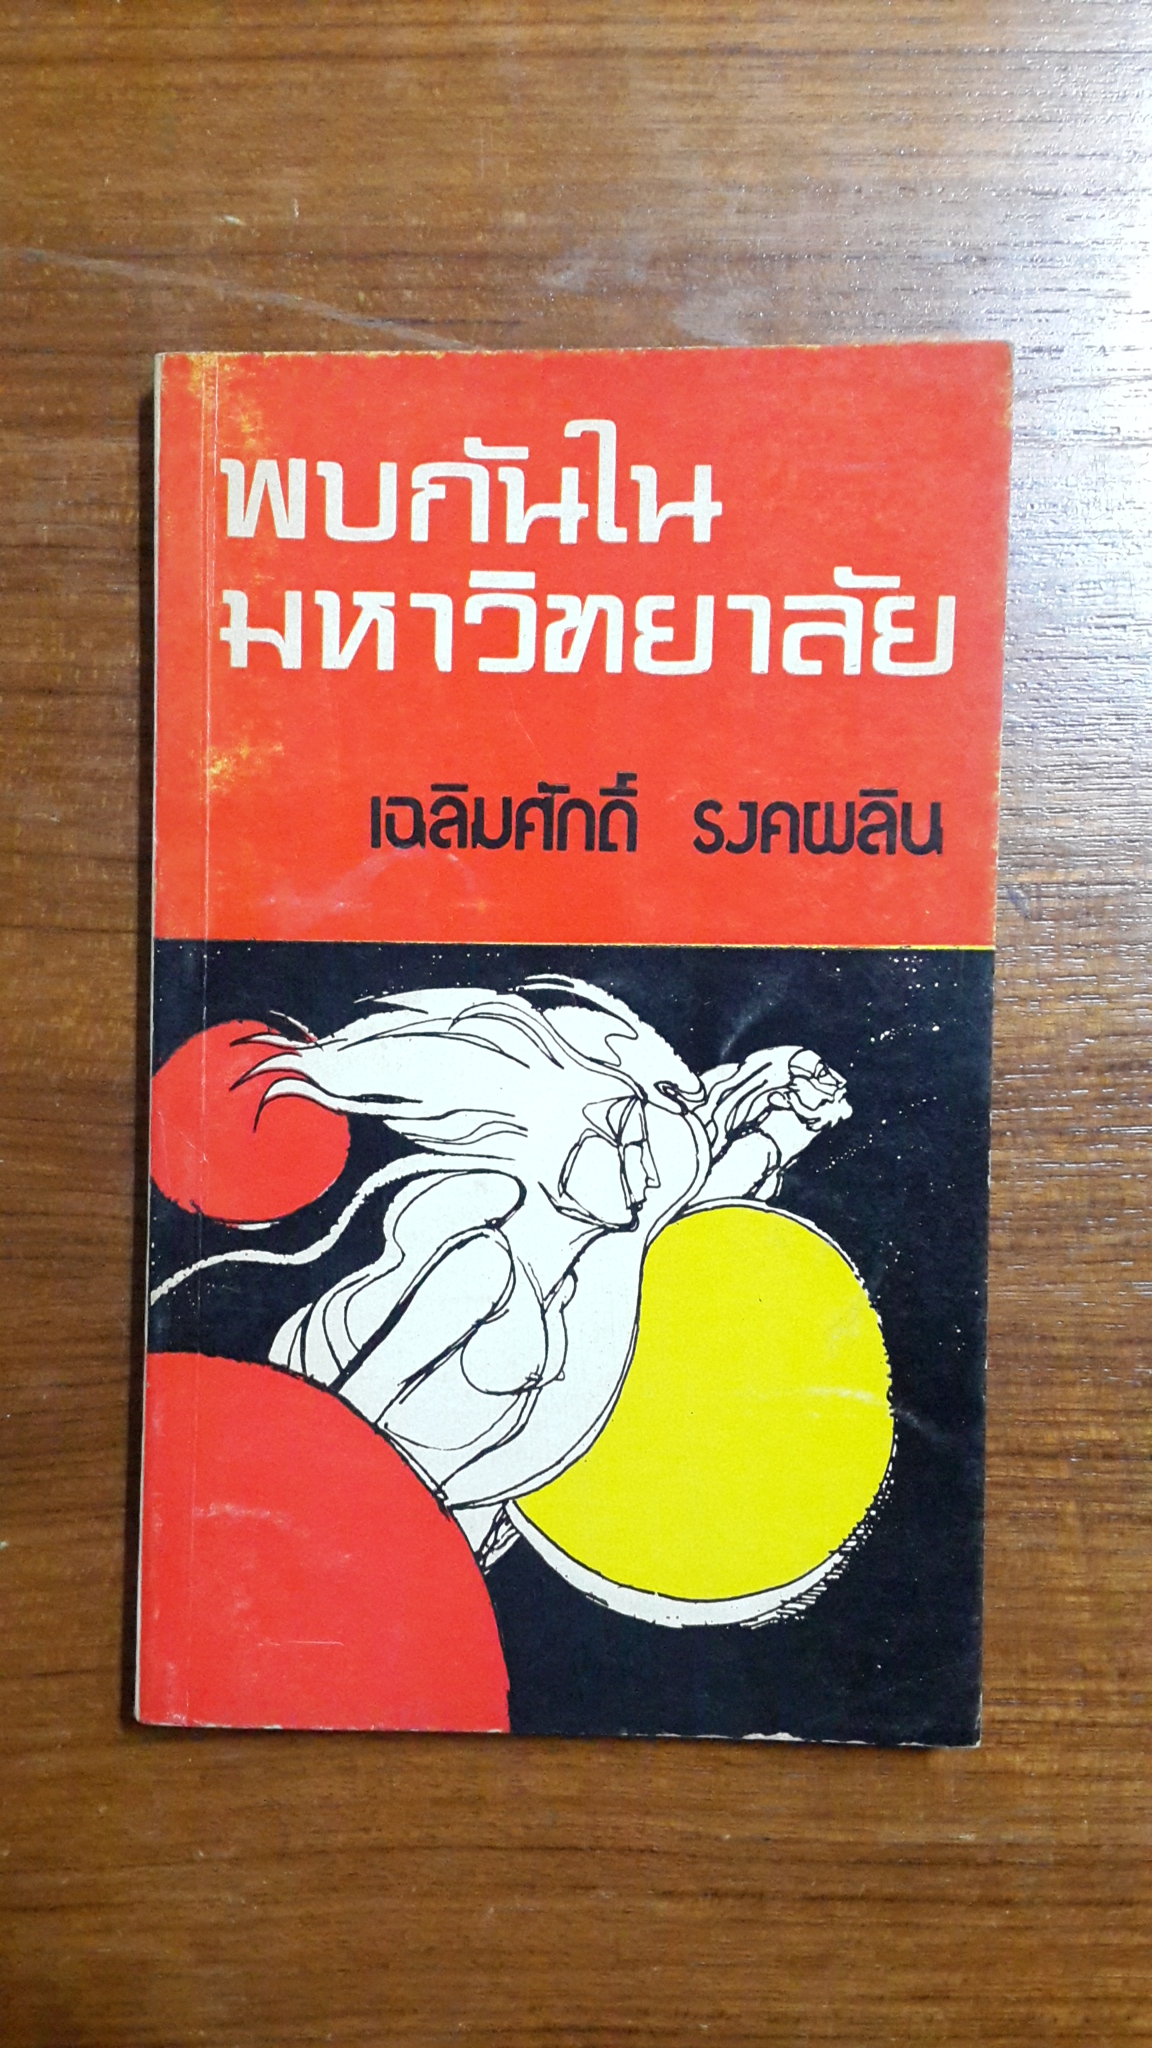 พบกันใน
มหาวิทยาลัย
เฉลิมศักดิ์ รงคผลิน